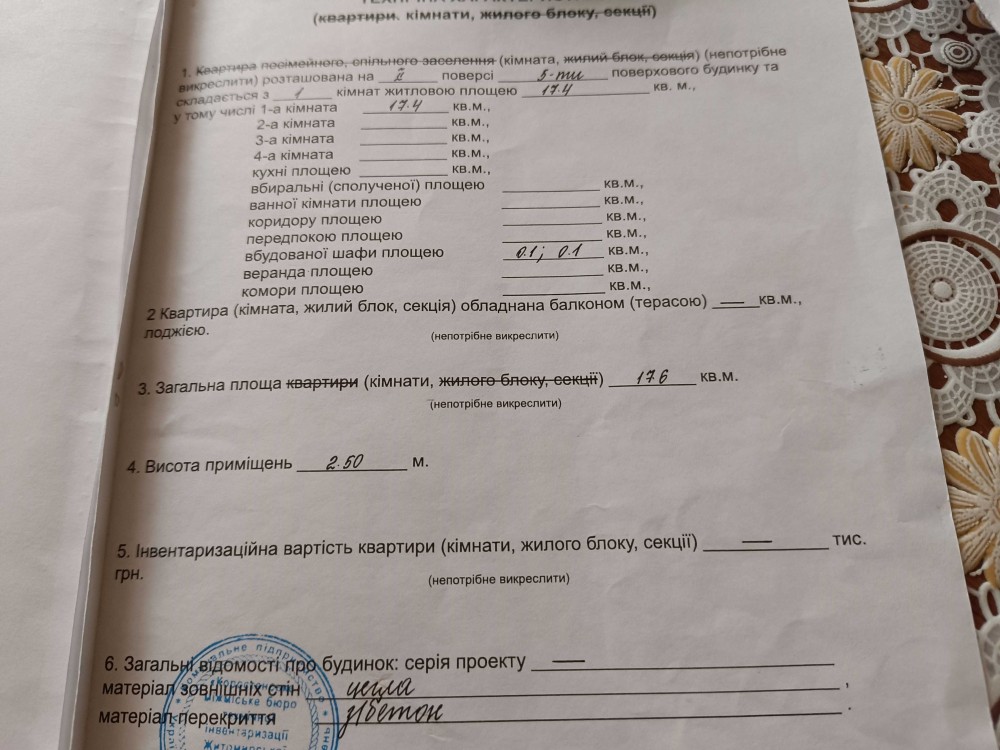 (квартири. кімнати, жилого блоку, секції)
1. Квартира посімейного, спільного заселення (кімната, жилий блок, секція) (непотрібне
викреслити) розташована на II поверсі 5-ти поверхового будинку та
складається з 1 кімнат житловою площею 17.4 кв. м.,
у тому числі 1-а кімната 17.4 кв.м.,
2-а кімната кв.м.,
3-а кімната кв.м.,
4-а кімната кв.м.,
кухні площею кв.м.,
вбиральні (сполученої) площею кв.м.,
ванної кімнати площею кв.м.,
коридору площею кв.м.,
передпокою площею кв.м.,
вбудованої шафи площею 0.1; 0.1 кв.м.,
веранда площею кв.м.,
комори площею кв.м.,
2 Квартира (кімната, жилий блок, секція) обладнана балконом (терасою) — кв.м.,
лоджією.
(непотрібне викреслити)
3. Загальна площа квартири (кімнати, жилого блоку, секції) 17.6 кв.м.
(непотрібне викреслити)
4. Висота приміщень 2.50 м.
5. Інвентаризаційна вартість квартири (кімнати, жилого блоку, секції) — тис.
грн.
(непотрібне викреслити)
6. Загальні відомості про будинок: серія проекту —
матеріал зовнішніх стін цегла,
матеріал перекриття з/бетон.
міжміське бюро
інвентаризації